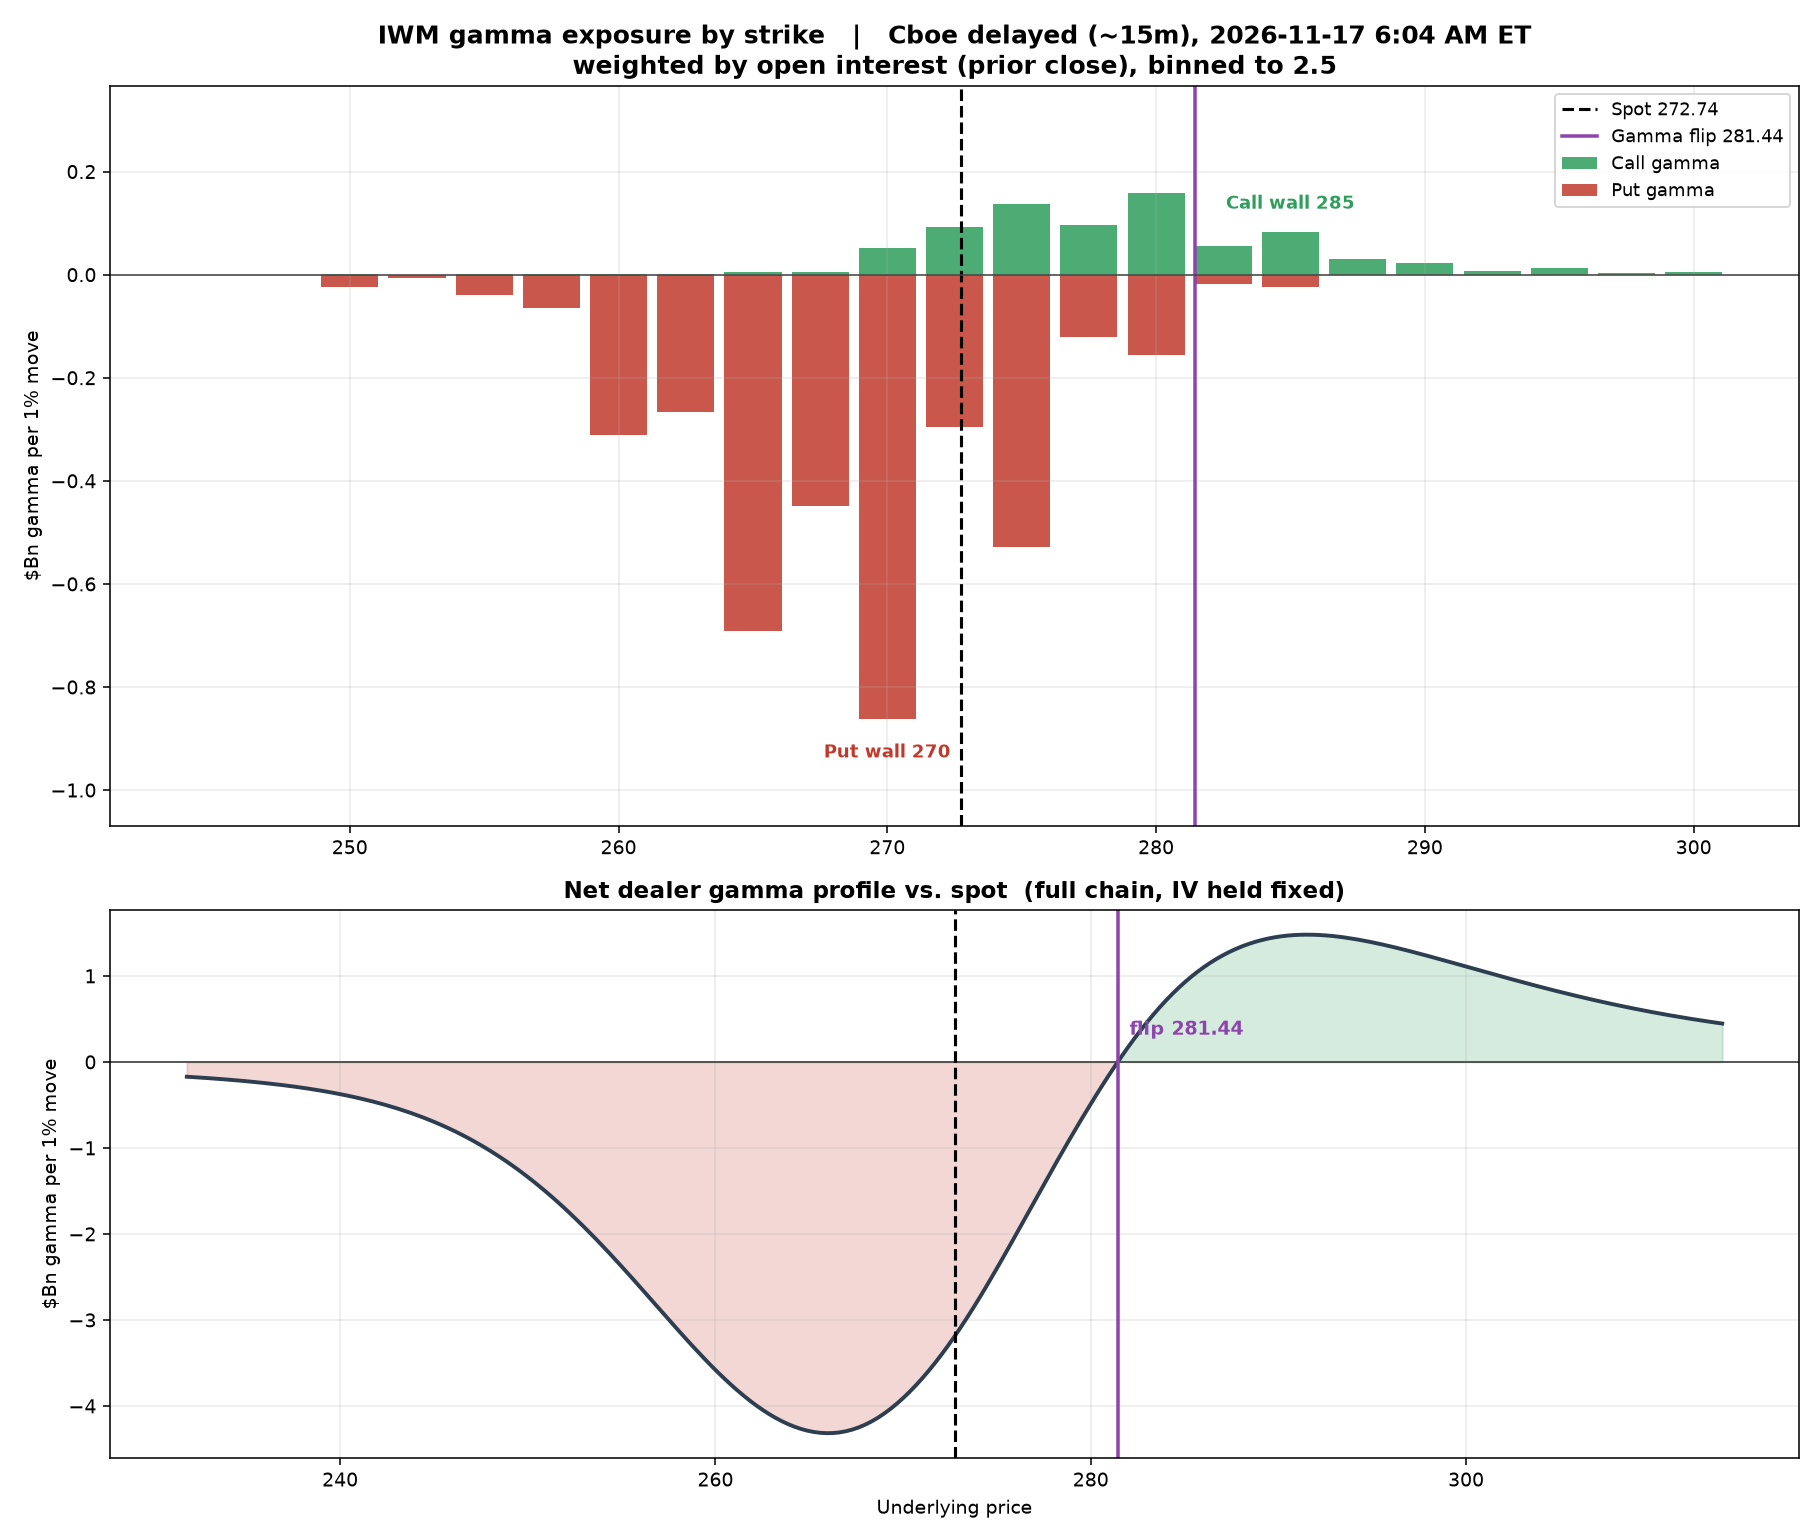 IWM gamma exposure by strike | Cboe delayed (~15m), 2026-11-17 6:04 AM ET
weighted by open interest (prior close), binned to 2.5
$Bn gamma per 1% move
0.2
0.0
−0.2
−0.4
−0.6
−0.8
−1.0
Spot 272.74
Gamma flip 281.44
Call gamma
Put gamma
Call wall 285
Put wall 270
250 260 270 280 290 300
Net dealer gamma profile vs. spot (full chain, IV held fixed)
$Bn gamma per 1% move
1
0
−1
−2
−3
−4
flip 281.44
240 260 280 300
Underlying price